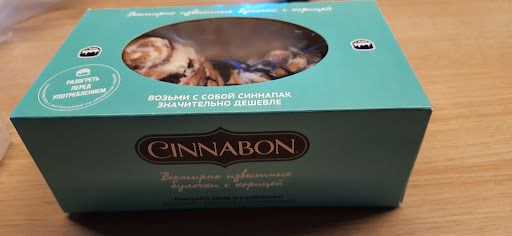 Всемирно известные булочки с корицей
РАЗОГРЕТЬ
ПЕРЕД
УПОТРЕБЛЕНИЕМ
ВОЗЬМИ С СОБОЙ СИННАПАК
ЗНАЧИТЕЛЬНО ДЕШЕВЛЕ
CINNABON
Всемирно известные
булочки с корицей